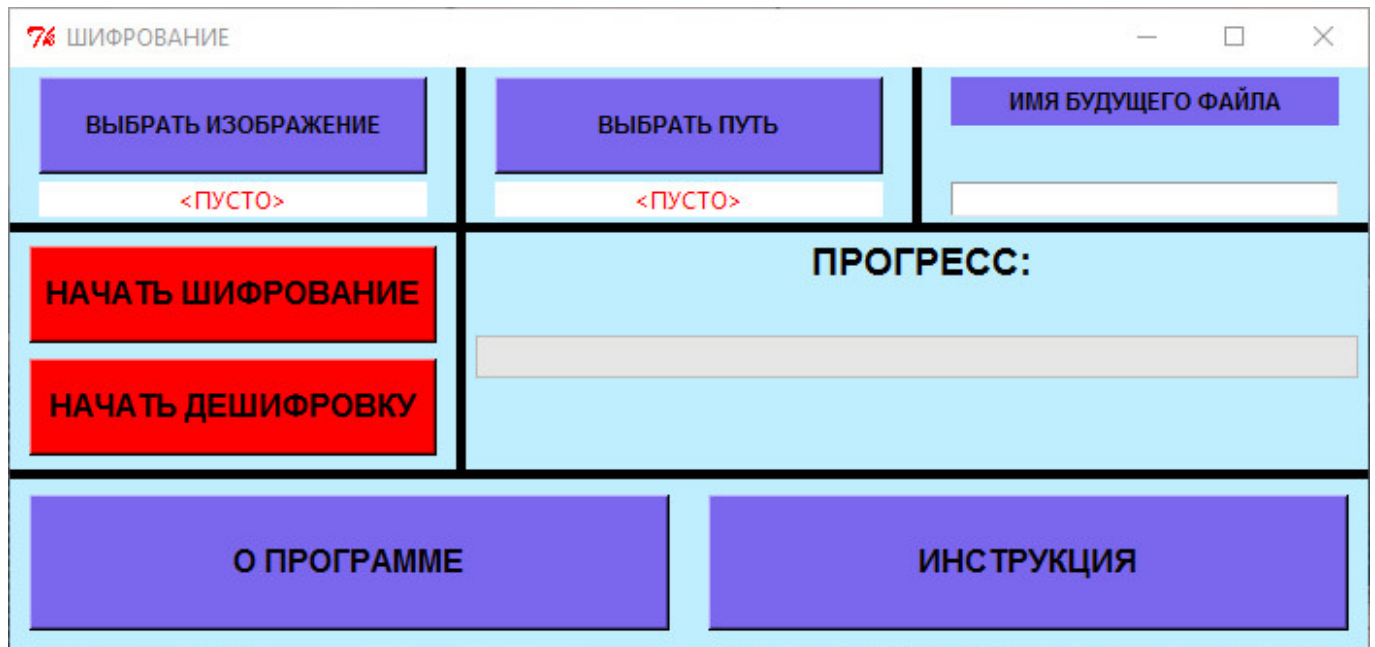 ШИФРОВАНИЕ
ВЫБРАТЬ ИЗОБРАЖЕНИЕ
<ПУСТО>
ВЫБРАТЬ ПУТЬ
<ПУСТО>
ИМЯ БУДУЩЕГО ФАЙЛА
НАЧАТЬ ШИФРОВАНИЕ
НАЧАТЬ ДЕШИФРОВКУ
ПРОГРЕСС:
О ПРОГРАММЕ
ИНСТРУКЦИЯ